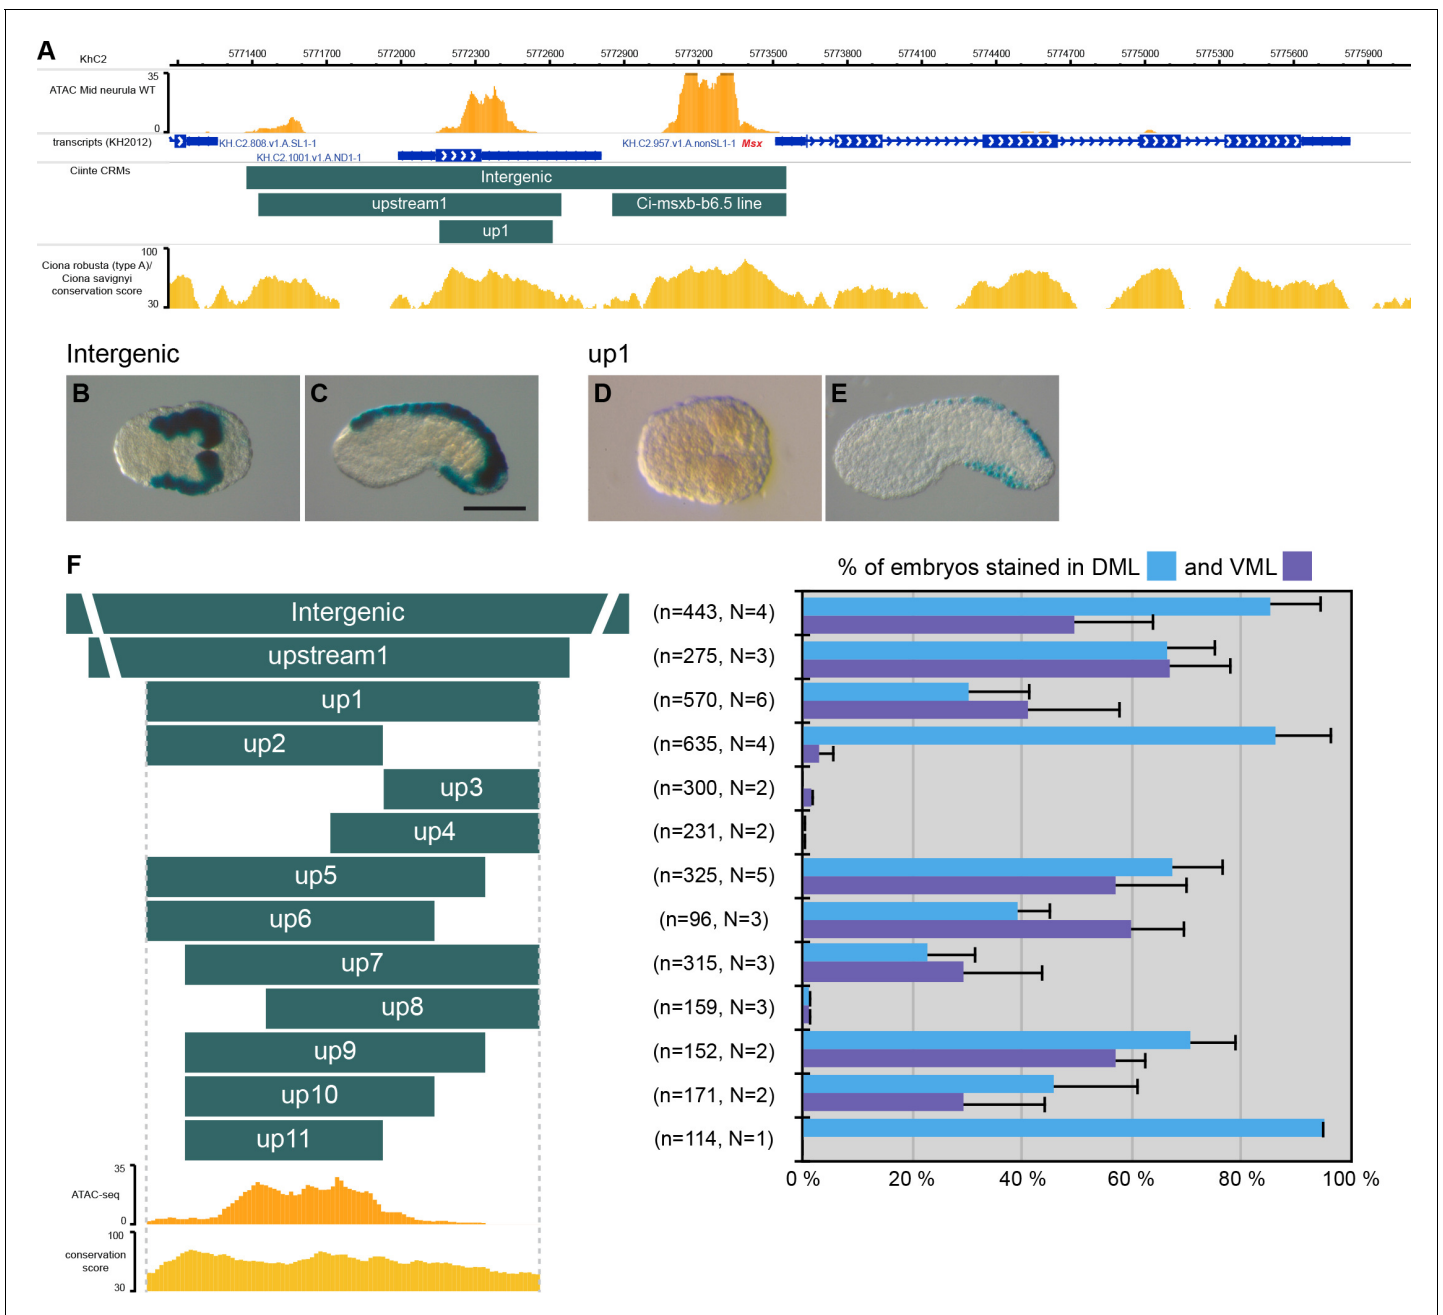 A
KhC2
5771400 5771700 5772000 5772300 5772600 5772900 5773200 5773500 5773800 5774100 5774400 5774700 5775000 5775300 5775600 5775900
35
ATAC Mid neurula WT
0
transcripts (KH2012)
KH.C2.808.v1.A.SL1-1
KH.C2.957.v1.A.nonSL1-1 Msx
KH.C2.1001.v1.A.ND1-1
Ciinte CRMs
Intergenic
upstream1
Ci-msxb-b6.5 line
up1
100
Ciona robusta (type A)/
Ciona savignyi
conservation score
30
Intergenic
up1
B
C
D
E
F
% of embryos stained in DML and VML
Intergenic (n=443, N=4)
upstream1 (n=275, N=3)
up1 (n=570, N=6)
up2 (n=635, N=4)
up3 (n=300, N=2)
up4 (n=231, N=2)
up5 (n=325, N=5)
up6 (n=96, N=3)
up7 (n=315, N=3)
up8 (n=159, N=3)
up9 (n=152, N=2)
up10 (n=171, N=2)
up11 (n=114, N=1)
0 % 20 % 40 % 60 % 80 % 100 %
35
ATAC-seq
0
100
conservation
score
30